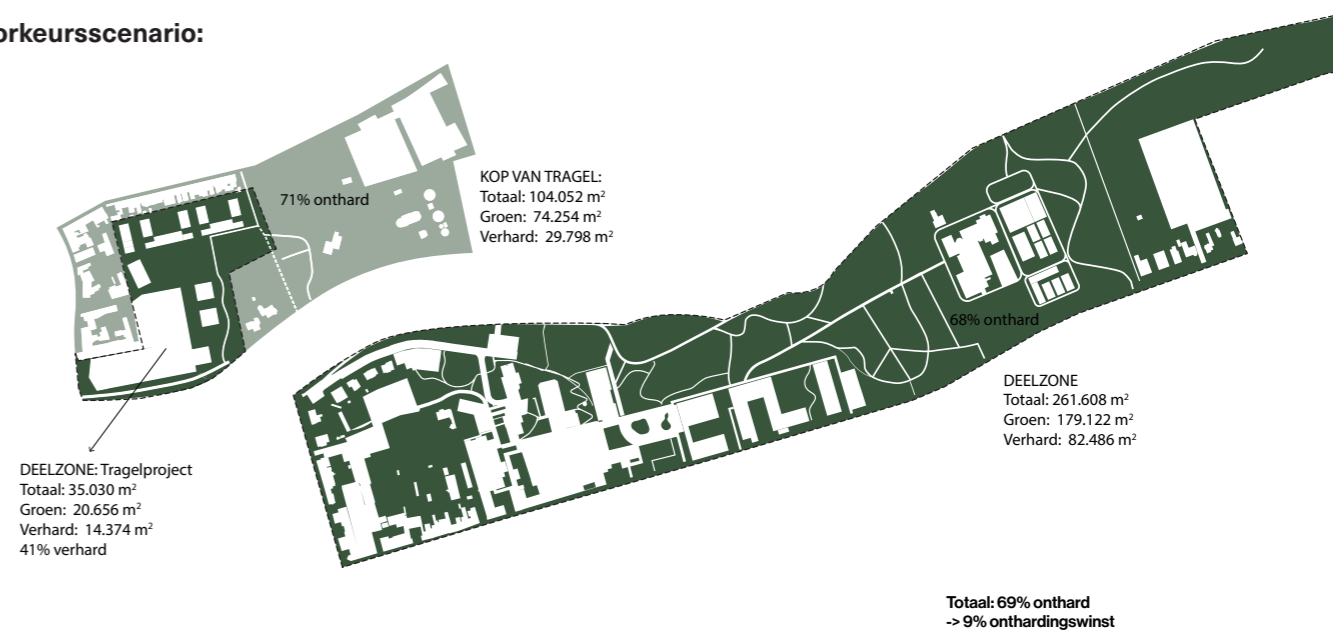 orkeursscenario:
71% onthard
KOP VAN TRAGEL:
Totaal: 104.052 m²
Groen: 74.254 m²
Verhard: 29.798 m²
68% onthard
DEELZONE
Totaal: 261.608 m²
Groen: 179.122 m²
Verhard: 82.486 m²
DEELZONE: Tragelproject
Totaal: 35.030 m²
Groen: 20.656 m²
Verhard: 14.374 m²
41% verhard
Totaal: 69% onthard
-> 9% onthardingswinst